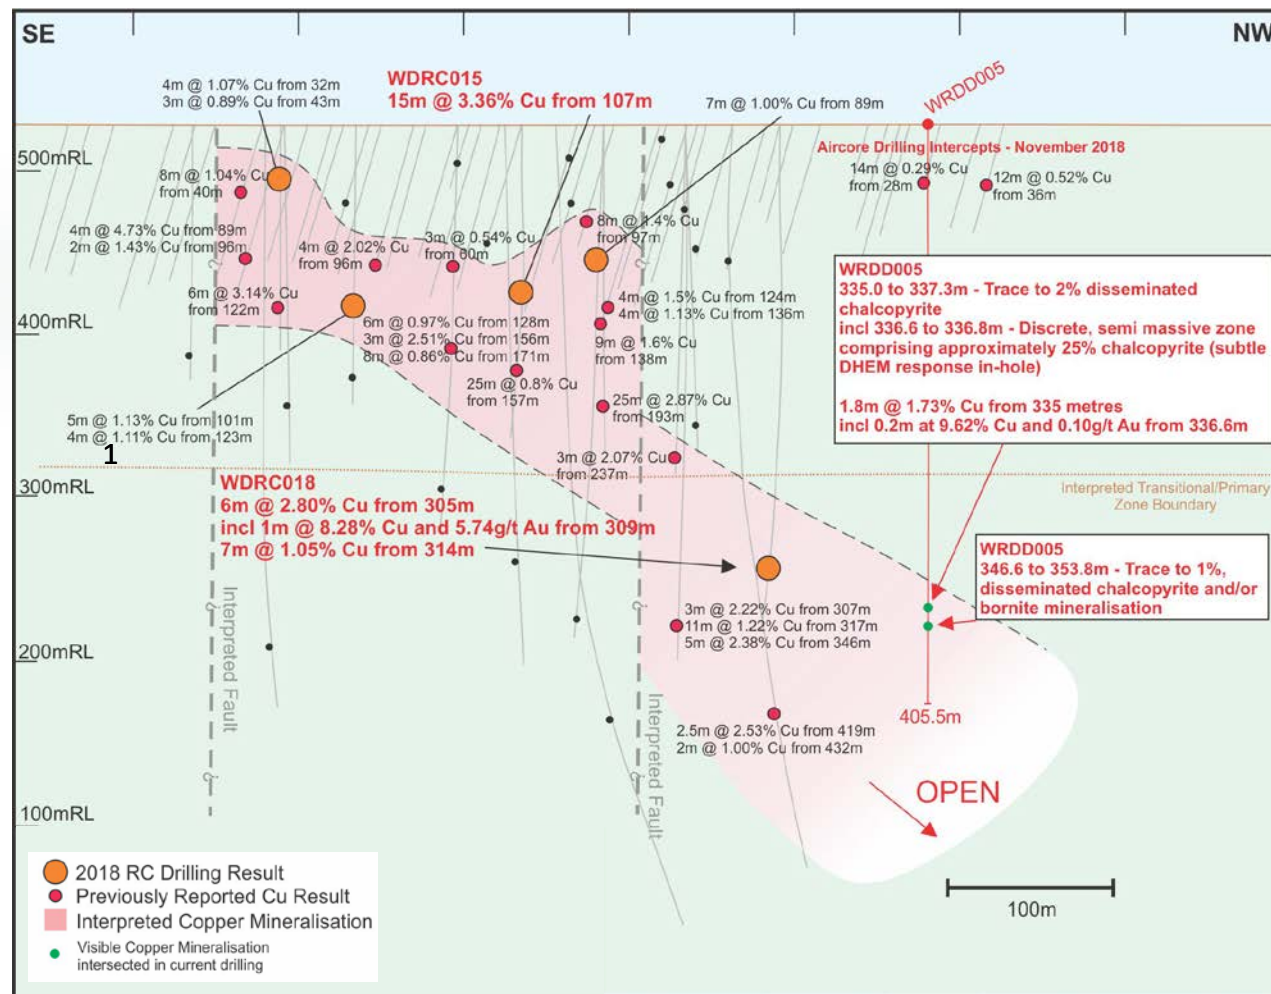 SE
NW
4m @ 1.07% Cu from 32m
3m @ 0.89% Cu from 43m
WDRC015
15m @ 3.36% Cu from 107m
7m @ 1.00% Cu from 89m
WRDD005
Aircore Drilling Intercepts - November 2018
14m @ 0.29% Cu
from 28m
12m @ 0.52% Cu
from 36m
500mRL
8m @ 1.04% Cu
from 40m
4m @ 4.73% Cu from 89m
2m @ 1.43% Cu from 96m
4m @ 2.02% Cu
from 96m
3m @ 0.54% Cu
from 60m
8m @ 1.4% Cu
from 97m
6m @ 3.14% Cu
from 122m
4m @ 1.5% Cu from 124m
4m @ 1.13% Cu from 136m
400mRL
6m @ 0.97% Cu from 128m
3m @ 2.51% Cu from 156m
8m @ 0.86% Cu from 171m
9m @ 1.6% Cu
from 138m
25m @ 0.8% Cu
from 157m
25m @ 2.87% Cu
from 193m
WRDD005
335.0 to 337.3m - Trace to 2% disseminated
chalcopyrite
incl 336.6 to 336.8m - Discrete, semi massive zone
comprising approximately 25% chalcopyrite (subtle
DHEM response in-hole)
1.8m @ 1.73% Cu from 335 metres
incl 0.2m at 9.62% Cu and 0.10g/t Au from 336.6m
5m @ 1.13% Cu from 101m
4m @ 1.11% Cu from 123m
1
3m @ 2.07% Cu
from 237m
300mRL
Interpreted Transitional/Primary
Zone Boundary
WDRC018
6m @ 2.80% Cu from 305m
incl 1m @ 8.28% Cu and 5.74g/t Au from 309m
7m @ 1.05% Cu from 314m
WRDD005
346.6 to 353.8m - Trace to 1%,
disseminated chalcopyrite and/or
bornite mineralisation
3m @ 2.22% Cu from 307m
11m @ 1.22% Cu from 317m
5m @ 2.38% Cu from 346m
200mRL
Interpreted Fault
Interpreted Fault
405.5m
2.5m @ 2.53% Cu from 419m
2m @ 1.00% Cu from 432m
OPEN
100mRL
?
?
?
?
?
?
2018 RC Drilling Result
Previously Reported Cu Result
Interpreted Copper Mineralisation
Visible Copper Mineralisation
intersected in current drilling
100m